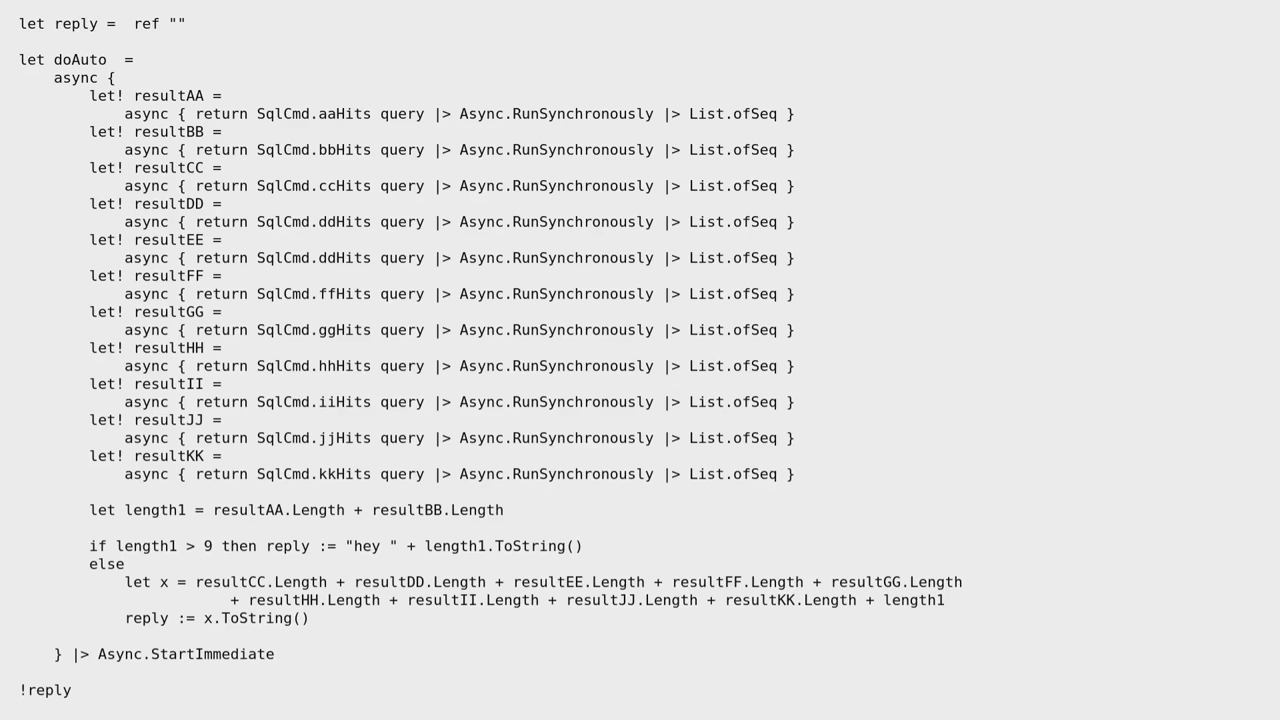 let reply =  ref ""
let doAuto  =
    async {
        let! resultAA =
            async { return SqlCmd.aaHits query |> Async.RunSynchronously |> List.ofSeq }
        let! resultBB =
            async { return SqlCmd.bbHits query |> Async.RunSynchronously |> List.ofSeq }
        let! resultCC =
            async { return SqlCmd.ccHits query |> Async.RunSynchronously |> List.ofSeq }
        let! resultDD =
            async { return SqlCmd.ddHits query |> Async.RunSynchronously |> List.ofSeq }
        let! resultEE =
            async { return SqlCmd.ddHits query |> Async.RunSynchronously |> List.ofSeq }
        let! resultFF =
            async { return SqlCmd.ffHits query |> Async.RunSynchronously |> List.ofSeq }
        let! resultGG =
            async { return SqlCmd.ggHits query |> Async.RunSynchronously |> List.ofSeq }
        let! resultHH =
            async { return SqlCmd.hhHits query |> Async.RunSynchronously |> List.ofSeq }
        let! resultII =
            async { return SqlCmd.iiHits query |> Async.RunSynchronously |> List.ofSeq }
        let! resultJJ =
            async { return SqlCmd.jjHits query |> Async.RunSynchronously |> List.ofSeq }
        let! resultKK =
            async { return SqlCmd.kkHits query |> Async.RunSynchronously |> List.ofSeq }
        let length1 = resultAA.Length + resultBB.Length
        if length1 > 9 then reply := "hey " + length1.ToString()
        else
            let x = resultCC.Length + resultDD.Length + resultEE.Length + resultFF.Length + resultGG.Length
                        + resultHH.Length + resultII.Length + resultJJ.Length + resultKK.Length + length1
            reply := x.ToString()
    } |> Async.StartImmediate
!reply